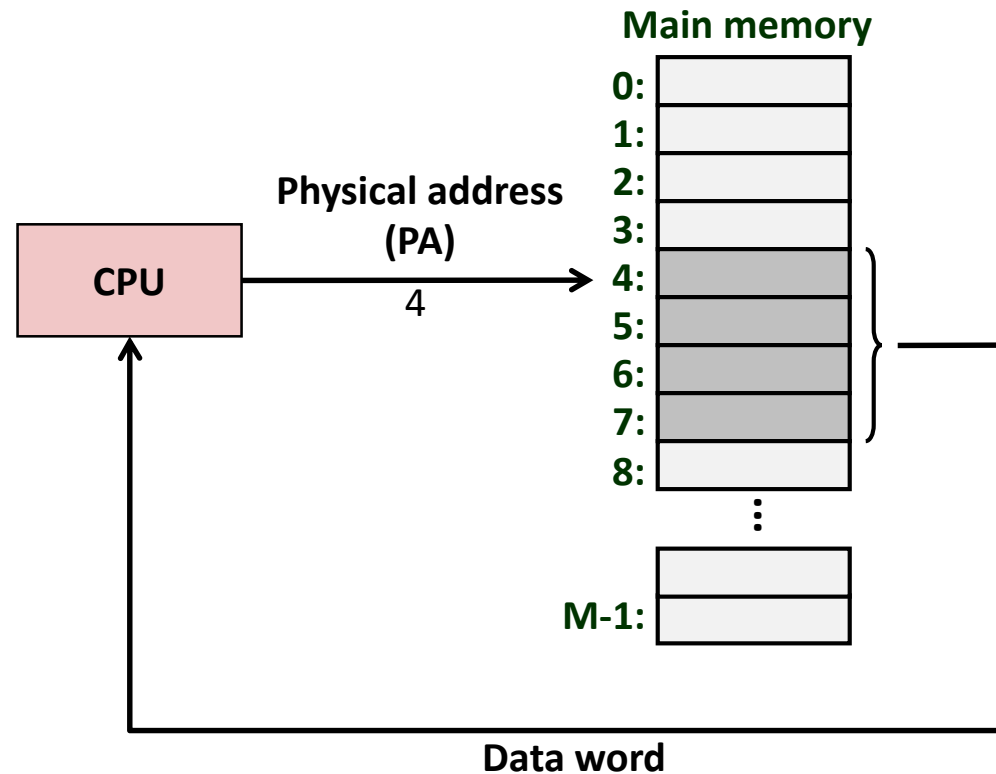 Main memory
0:
1:
2:
Physical address
(PA)
3:
CPU
4:
4
5:
6:
7:
8:
⋮
M-1:
Data word